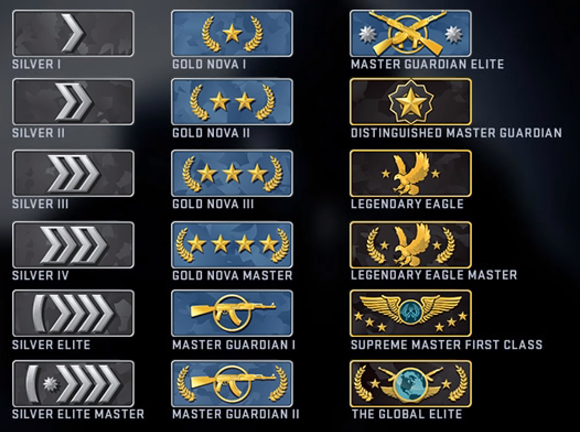 SILVER I
SILVER II
SILVER III
SILVER IV
SILVER ELITE
SILVER ELITE MASTER
GOLD NOVA I
GOLD NOVA II
GOLD NOVA III
GOLD NOVA MASTER
MASTER GUARDIAN I
MASTER GUARDIAN II
MASTER GUARDIAN ELITE
DISTINGUISHED MASTER GUARDIAN
LEGENDARY EAGLE
LEGENDARY EAGLE MASTER
SUPREME MASTER FIRST CLASS
THE GLOBAL ELITE